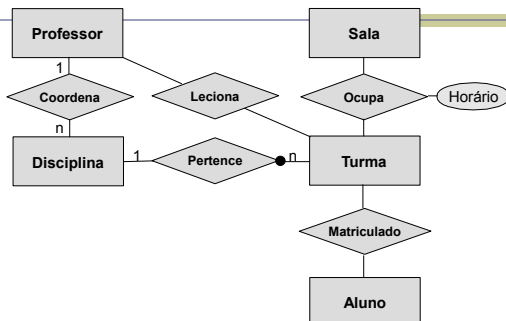 Professor
Sala
1
Coordena
Leciona
Ocupa
Horário
n
Disciplina
1
Pertence
n
Turma
Matriculado
Aluno